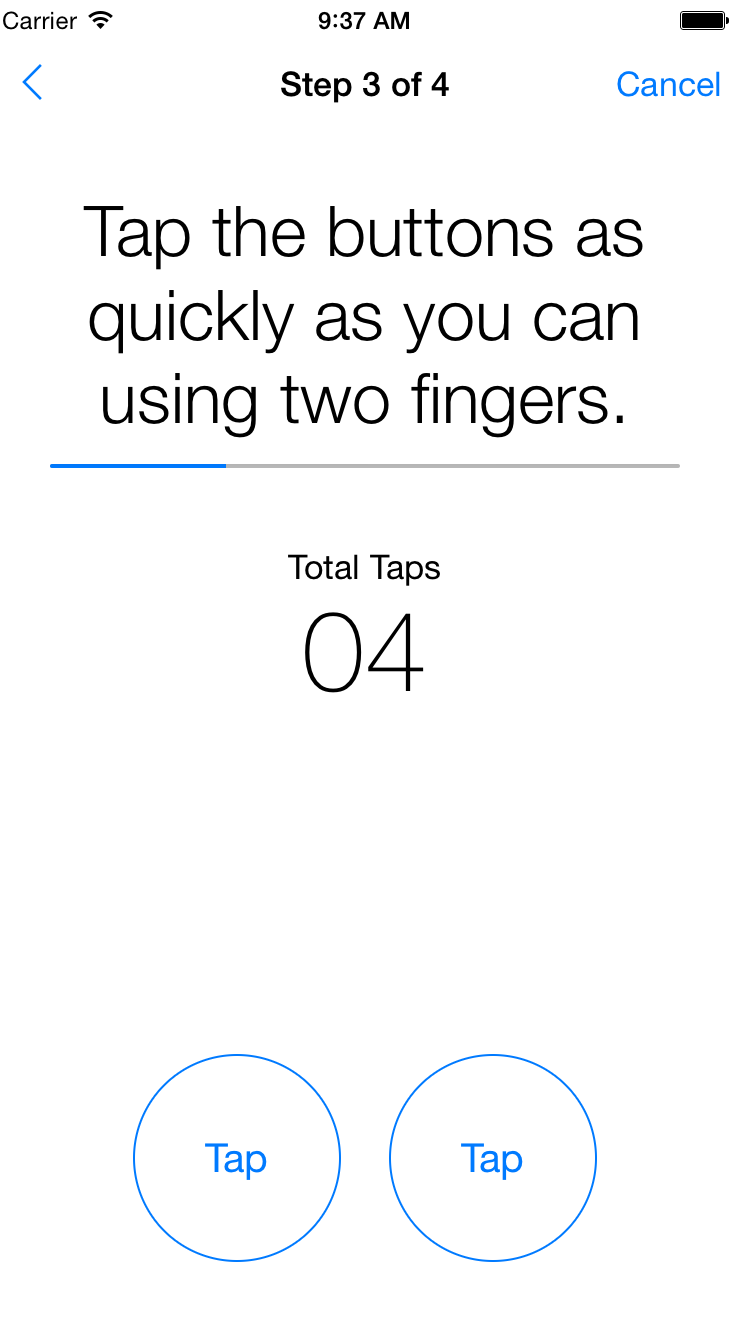 Carrier 9:37 AM
Step 3 of 4 Cancel
Tap the buttons as
quickly as you can
using two fingers.
Total Taps
04
Tap Tap